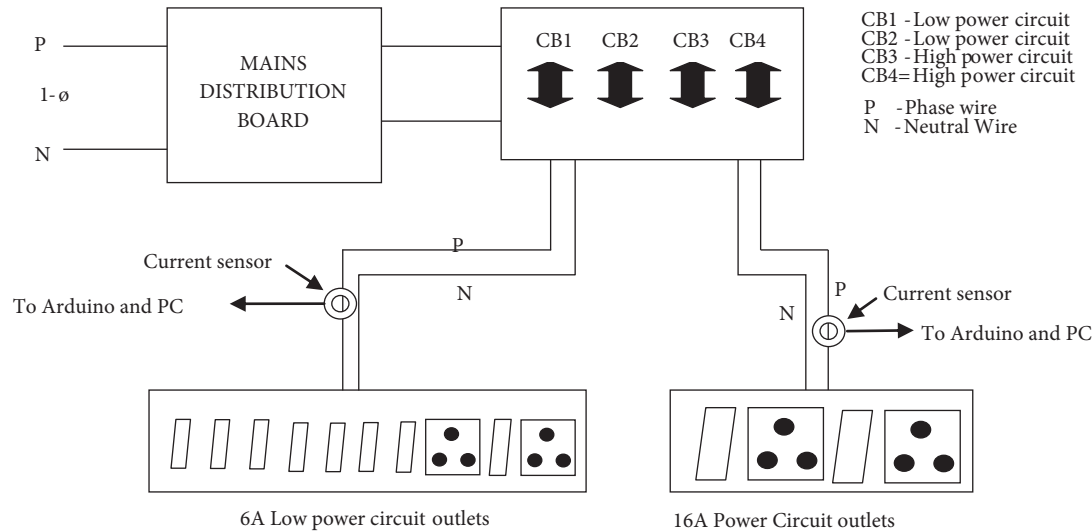 P
1-ø
N
MAINS
DISTRIBUTION
BOARD
CB1 CB2 CB3 CB4
CB1 - Low power circuit
CB2 - Low power circuit
CB3 - High power circuit
CB4= High power circuit
P - Phase wire
N - Neutral Wire
P
N
Current sensor
To Arduino and PC
P
N
Current sensor
To Arduino and PC
6A Low power circuit outlets
16A Power Circuit outlets